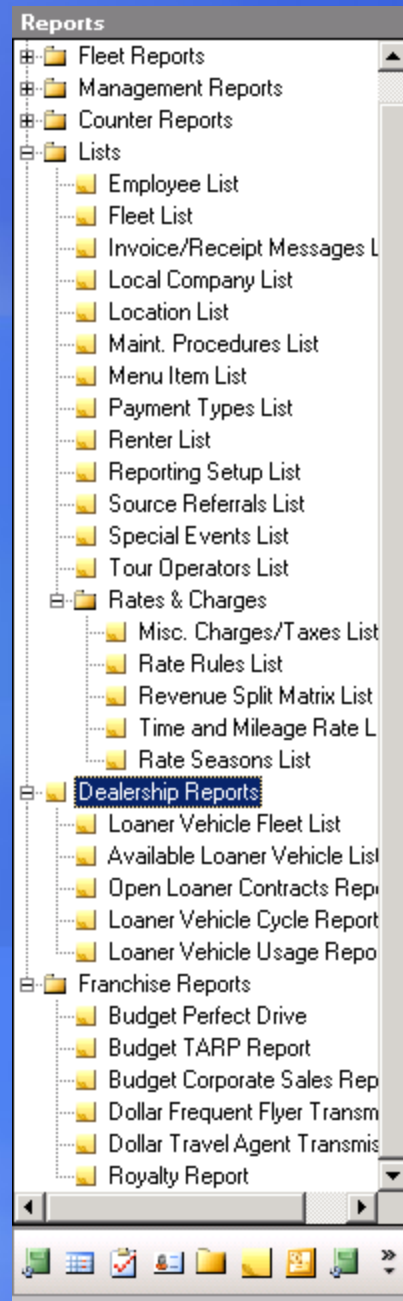 Reports
Fleet Reports
Management Reports
Counter Reports
Lists
Employee List
Fleet List
Invoice/Receipt Messages L
Local Company List
Location List
Maint. Procedures List
Menu Item List
Payment Types List
Renter List
Reporting Setup List
Source Referrals List
Special Events List
Tour Operators List
Rates & Charges
Misc. Charges/Taxes List
Rate Rules List
Revenue Split Matrix List
Time and Mileage Rate L
Rate Seasons List
Dealership Reports
Loaner Vehicle Fleet List
Available Loaner Vehicle List
Open Loaner Contracts Repo
Loaner Vehicle Cycle Report
Loaner Vehicle Usage Repo
Franchise Reports
Budget Perfect Drive
Budget TARP Report
Budget Corporate Sales Rep
Dollar Frequent Flyer Transm
Dollar Travel Agent Transmis
Royalty Report